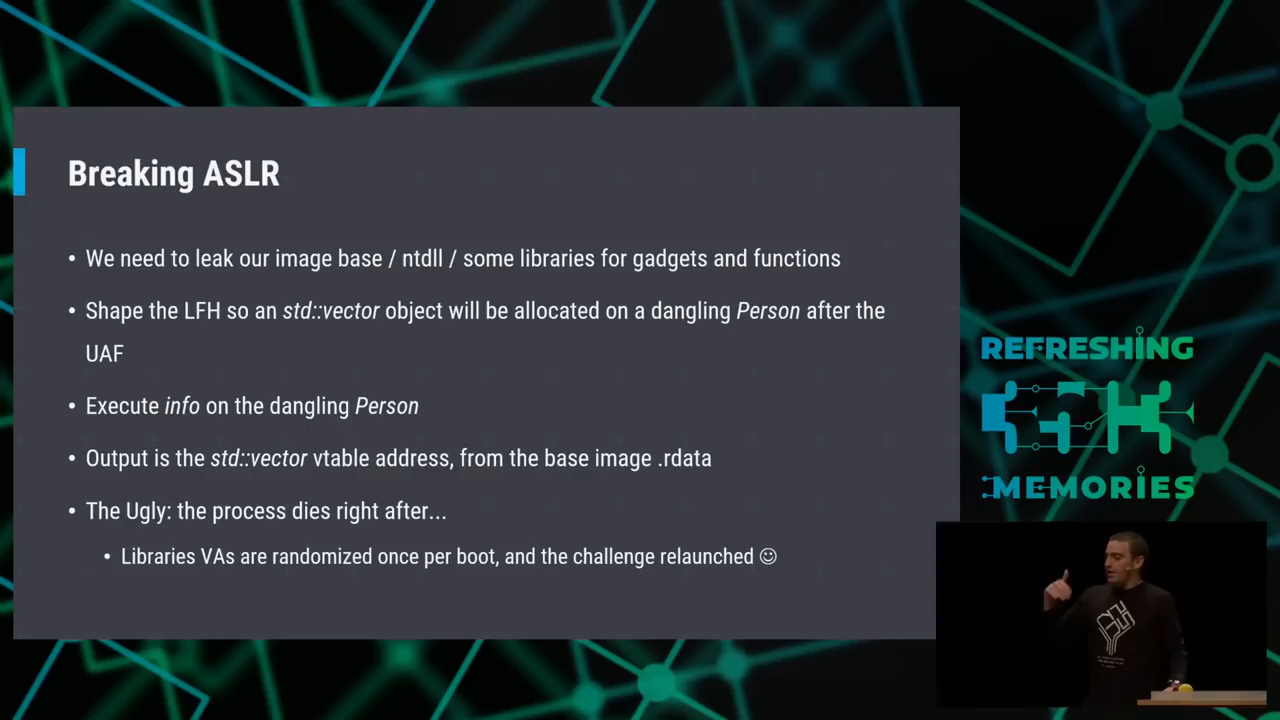 Breaking ASLR
• We need to leak our image base / ntdll / some libraries for gadgets and functions
• Shape the LFH so an std::vector object will be allocated on a dangling Person after the
UAF
• Execute info on the dangling Person
• Output is the std::vector vtable address, from the base image .rdata
• The Ugly: the process dies right after...
• Libraries VAs are randomized once per boot, and the challenge relaunched ☺
REFRESHING
MEMORIES